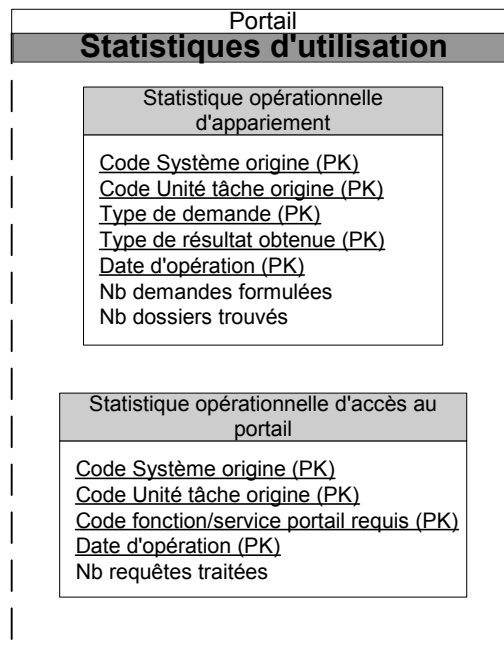 Portail
Statistiques d'utilisation
Statistique opérationnelle
d'appariement
Code Système origine (PK)
Code Unité tâche origine (PK)
Type de demande (PK)
Type de résultat obtenue (PK)
Date d'opération (PK)
Nb demandes formulées
Nb dossiers trouvés
Statistique opérationnelle d'accès au
portail
Code Système origine (PK)
Code Unité tâche origine (PK)
Code fonction/service portail requis (PK)
Date d'opération (PK)
Nb requêtes traitées